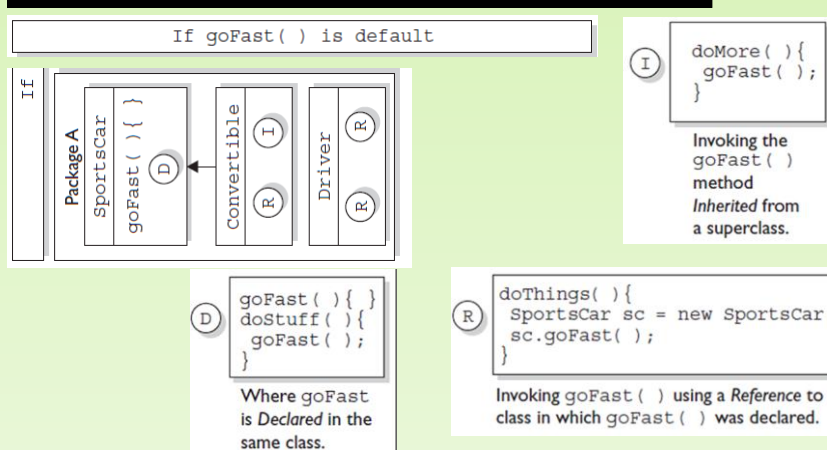 If goFast( ) is default
If
Package A
SportsCar
goFast( ){ }
D
Convertible
R I
Driver
R R
I
doMore( ){
goFast( );
}
Invoking the
goFast( )
method
Inherited from
a superclass.
D
goFast( ){ }
doStuff( ){
goFast( );
}
Where goFast
is Declared in the
same class.
R
doThings( ){
SportsCar sc = new SportsCar
sc.goFast( );
}
Invoking goFast ( ) using a Reference to
class in which goFast ( ) was declared.